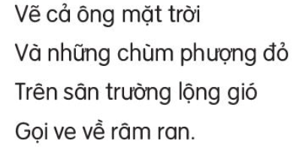 Vẽ cả ông mặt trời
Và những chùm phượng đỏ
Trên sân trường lộng gió
Gọi ve về râm ran.